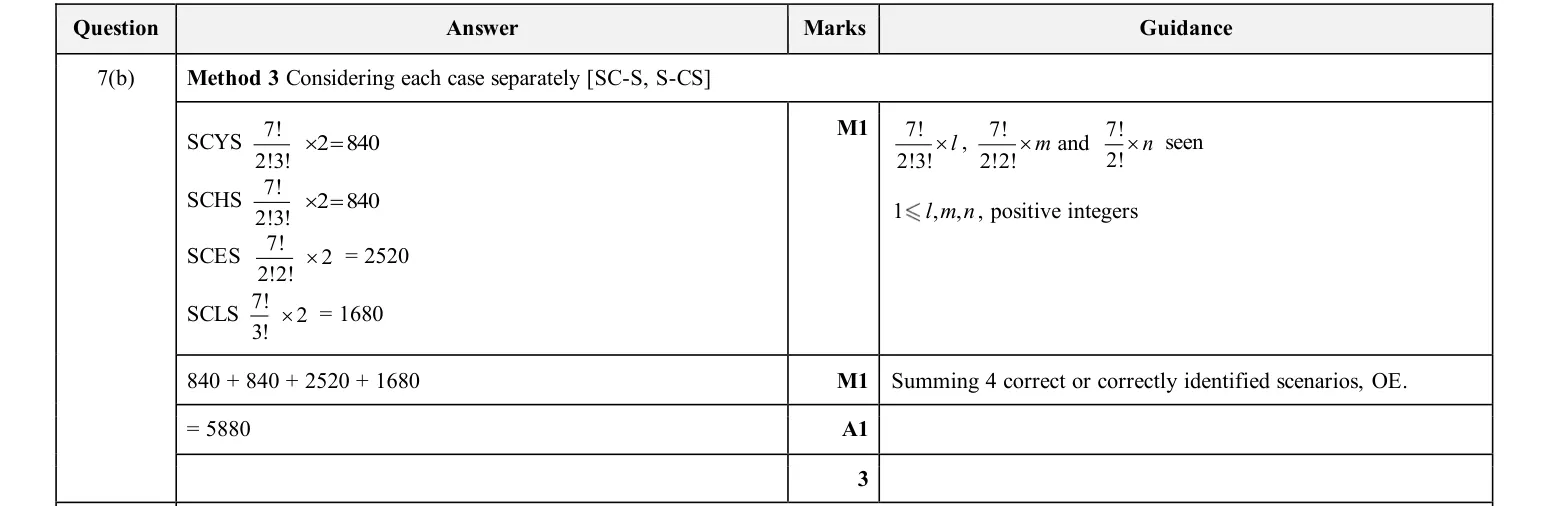 Question Answer Marks Guidance
7(b) Method 3 Considering each case separately [SC-S, S-CS]
SCYS 7!/2!3! ×2=840 M1 7!/2!3! ×l, 7!/2!2! ×m and 7!/2! ×n seen
SCHS 7!/2!3! ×2=840 1⩽l,m,n, positive integers
SCES 7!/2!2! ×2 = 2520
SCLS 7!/3! ×2 = 1680
840 + 840 + 2520 + 1680 M1 Summing 4 correct or correctly identified scenarios, OE.
= 5880 A1
3